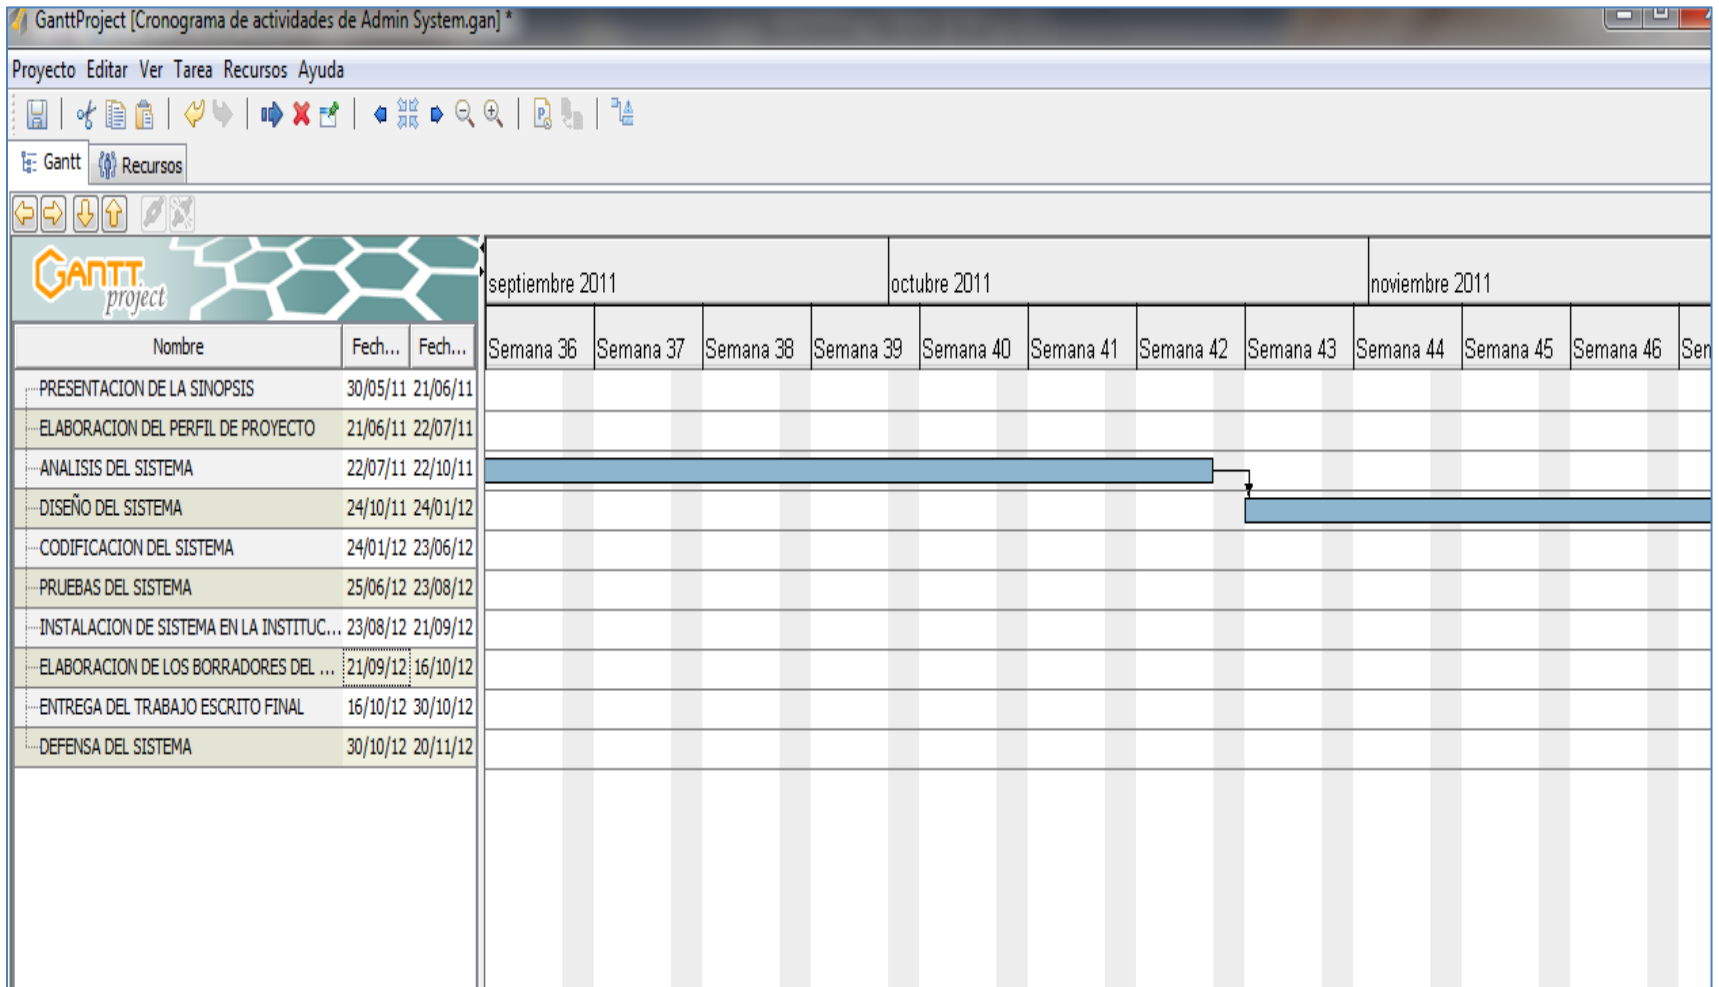 GanttProject [Cronograma de actividades de Admin System.gan] *
Proyecto Editar Ver Tarea Recursos Ayuda
Gantt Recursos
GANTT project
septiembre 2011 octubre 2011 noviembre 2011
Nombre Fech... Fech... Semana 36 Semana 37 Semana 38 Semana 39 Semana 40 Semana 41 Semana 42 Semana 43 Semana 44 Semana 45 Semana 46 Sen
PRESENTACION DE LA SINOPSIS 30/05/11 21/06/11
ELABORACION DEL PERFIL DE PROYECTO 21/06/11 22/07/11
ANALISIS DEL SISTEMA 22/07/11 22/10/11
DISEÑO DEL SISTEMA 24/10/11 24/01/12
CODIFICACION DEL SISTEMA 24/01/12 23/06/12
PRUEBAS DEL SISTEMA 25/06/12 23/08/12
INSTALACION DE SISTEMA EN LA INSTITUC... 23/08/12 21/09/12
ELABORACION DE LOS BORRADORES DEL ... 21/09/12 16/10/12
ENTREGA DEL TRABAJO ESCRITO FINAL 16/10/12 30/10/12
DEFENSA DEL SISTEMA 30/10/12 20/11/12